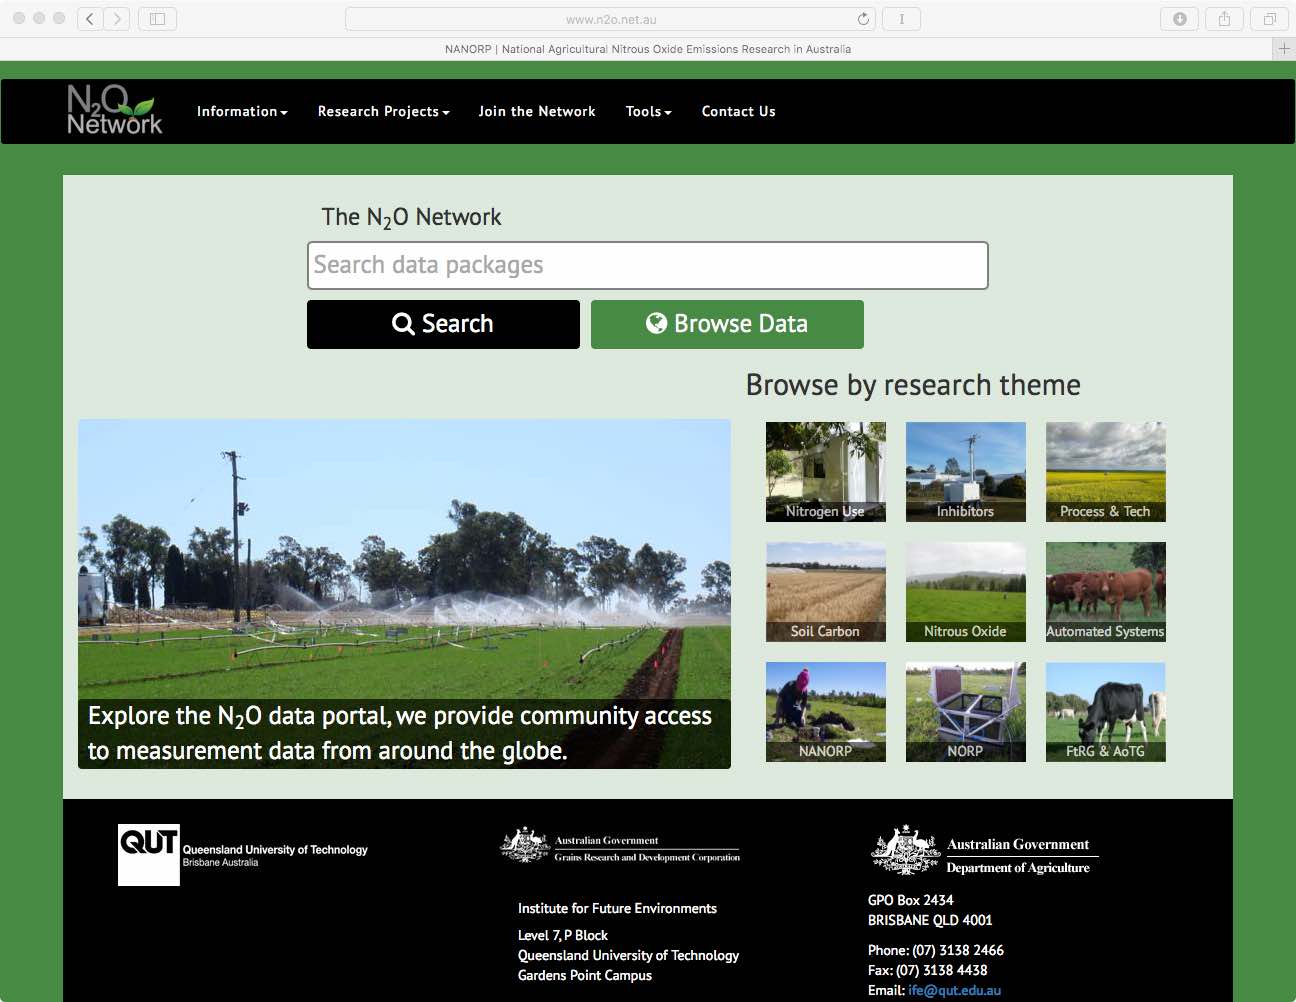 www.n2o.net.au
NANORP | National Agricultural Nitrous Oxide Emissions Research in Australia
N2O
Network
Information
Research Projects
Join the Network
Tools
Contact Us
The N₂O Network
Search data packages
Search
Browse Data
Browse by research theme
Nitrogen Use
Inhibitors
Process & Tech
Soil Carbon
Nitrous Oxide
Automated Systems
NANORP
NORP
FtRG & AoTG
Explore the N₂O data portal, we provide community access
to measurement data from around the globe.
QUT
Queensland University of Technology
Brisbane Australia
Australian Government
Grains Research and Development Corporation
Institute for Future Environments
Level 7, P Block
Queensland University of Technology
Gardens Point Campus
Australian Government
Department of Agriculture
GPO Box 2434
BRISBANE QLD 4001
Phone: (07) 3138 2466
Fax: (07) 3138 4438
Email: ife@qut.edu.au